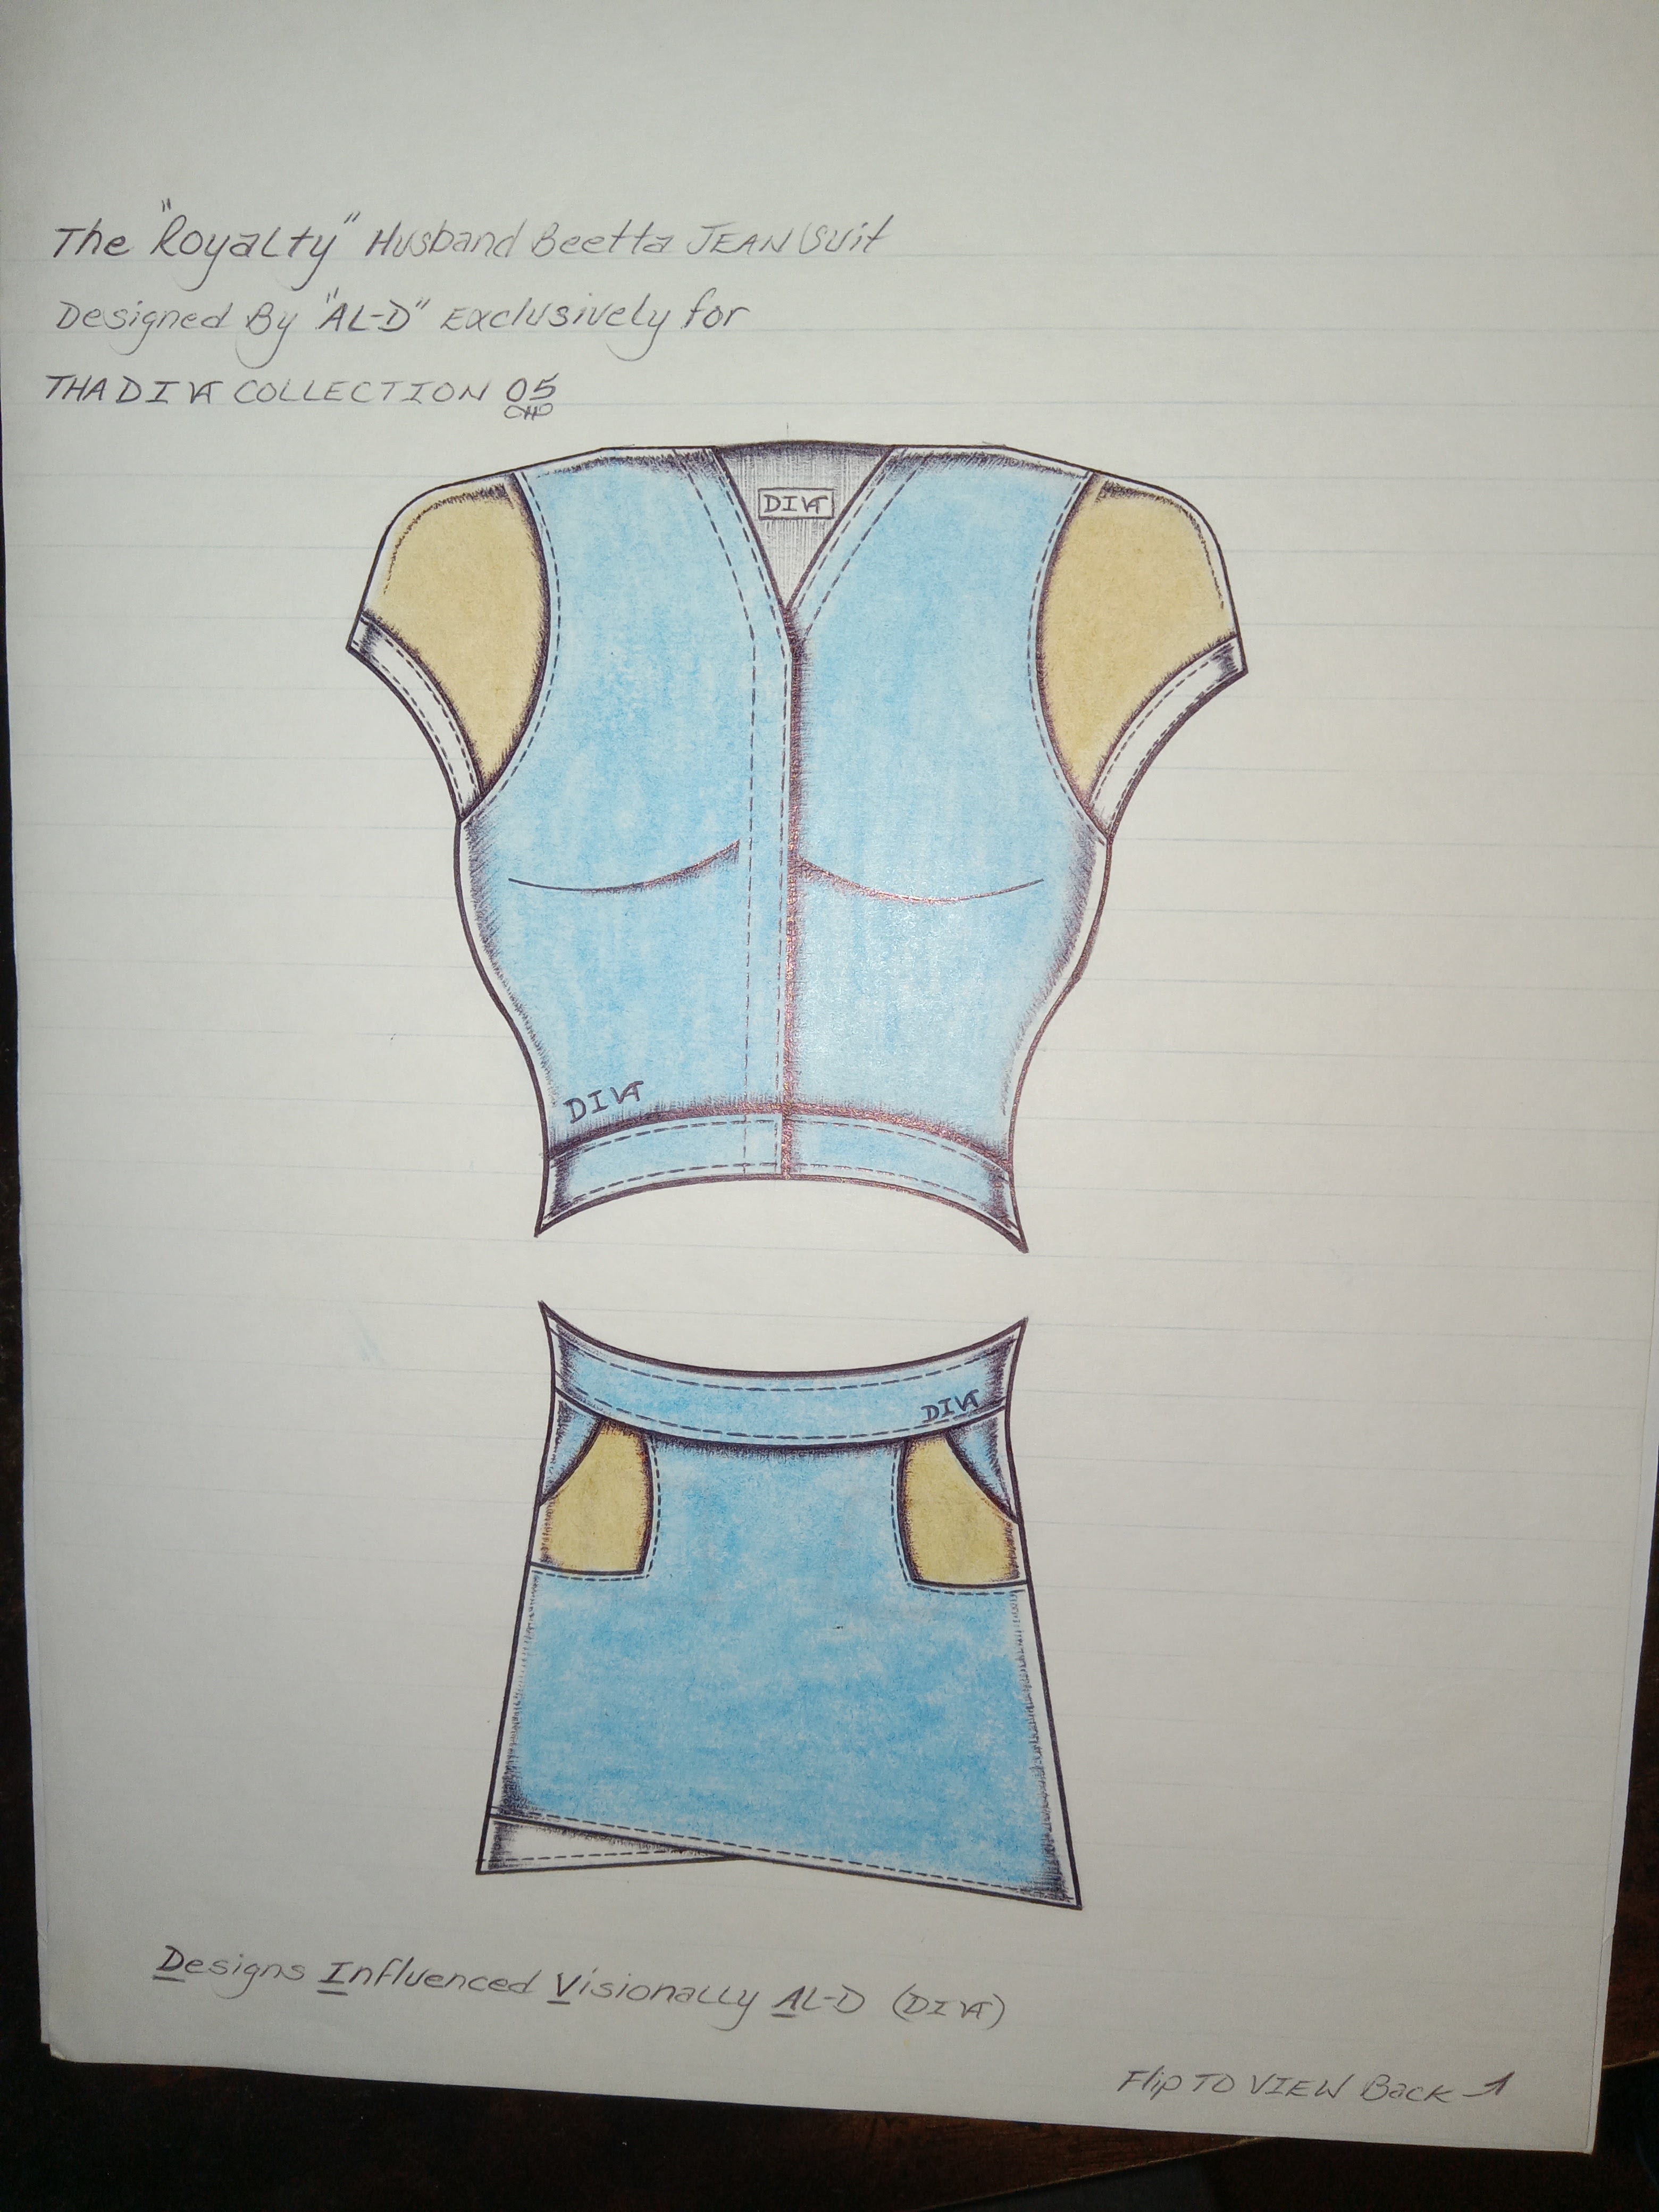 The "Royalty" Husband Beetta JEAN SUit
Designed By "AL-D" Exclusively for
THA DIVA COLLECTION 05
DIVA
DIVA
DIVA
Designs Influenced Visionally AL-D (DIVA)
Flip TO VIEW Back